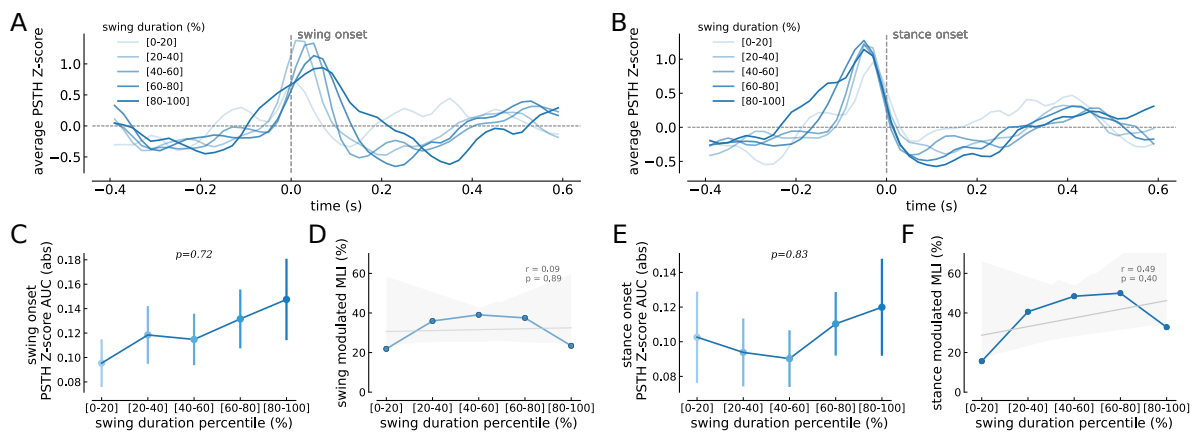 A
swing duration (%)
[0-20]
[20-40]
[40-60]
[60-80]
[80-100]
swing onset
average PSTH Z-score
1.0
0.5
0.0
−0.5
−0.4
−0.2
0.0
0.2
0.4
0.6
time (s)
B
swing duration (%)
[0-20]
[20-40]
[40-60]
[60-80]
[80-100]
stance onset
average PSTH Z-score
1.0
0.5
0.0
−0.5
−0.4
−0.2
0.0
0.2
0.4
0.6
time (s)
C
p=0.72
swing onset
PSTH Z-score AUC (abs)
0.18
0.16
0.14
0.12
0.10
0.08
[0-20]
[20-40]
[40-60]
[60-80]
[80-100]
swing duration percentile (%)
D
r = 0.09
p = 0.89
swing modulated MLI (%)
60
40
20
0
[0-20]
[20-40]
[40-60]
[60-80]
[80-100]
swing duration percentile (%)
E
p=0.83
stance onset
PSTH Z-score AUC (abs)
0.14
0.12
0.10
0.08
[0-20]
[20-40]
[40-60]
[60-80]
[80-100]
swing duration percentile (%)
F
r = 0.49
p = 0.40
stance modulated MLI (%)
60
40
20
0
[0-20]
[20-40]
[40-60]
[60-80]
[80-100]
swing duration percentile (%)